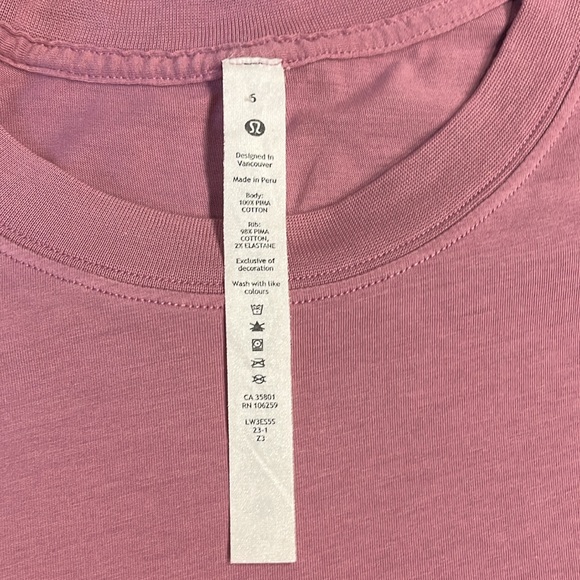 Designed in
Vancouver
Made in Peru
Body:
100% PIMA
COTTON
Rib:
98% PIMA
COTTON,
2% ELASTANE
Exclusive of
decoration
Wash with like
colours
CA 35801
RN 106259
LW3ES5S
23-1
Z3